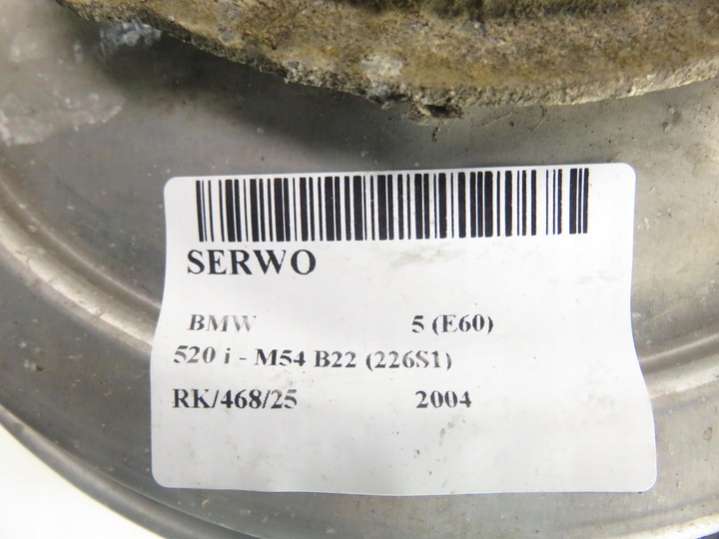 SERWO
BMW 5 (E60)
520 i - M54 B22 (226S1)
RK/468/25 2004